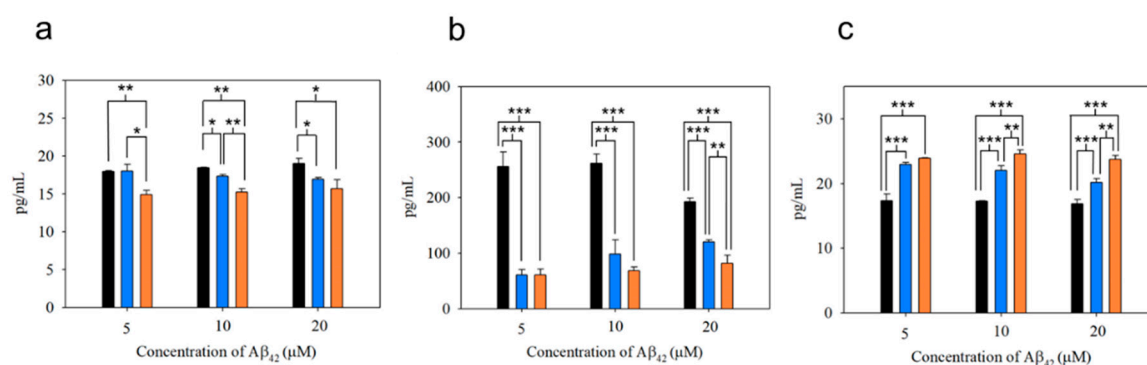 a
b
c
30
25
20
15
10
5
0
pg/mL
** * ** * ** * *
5 10 20
Concentration of Aβ42 (μM)
400
300
200
100
0
pg/mL
*** *** *** *** *** *** **
5 10 20
Concentration of Aβ42 (μM)
30
20
10
0
pg/mL
*** *** *** *** ** *** *** **
5 10 20
Concentration of Aβ42 (μM)